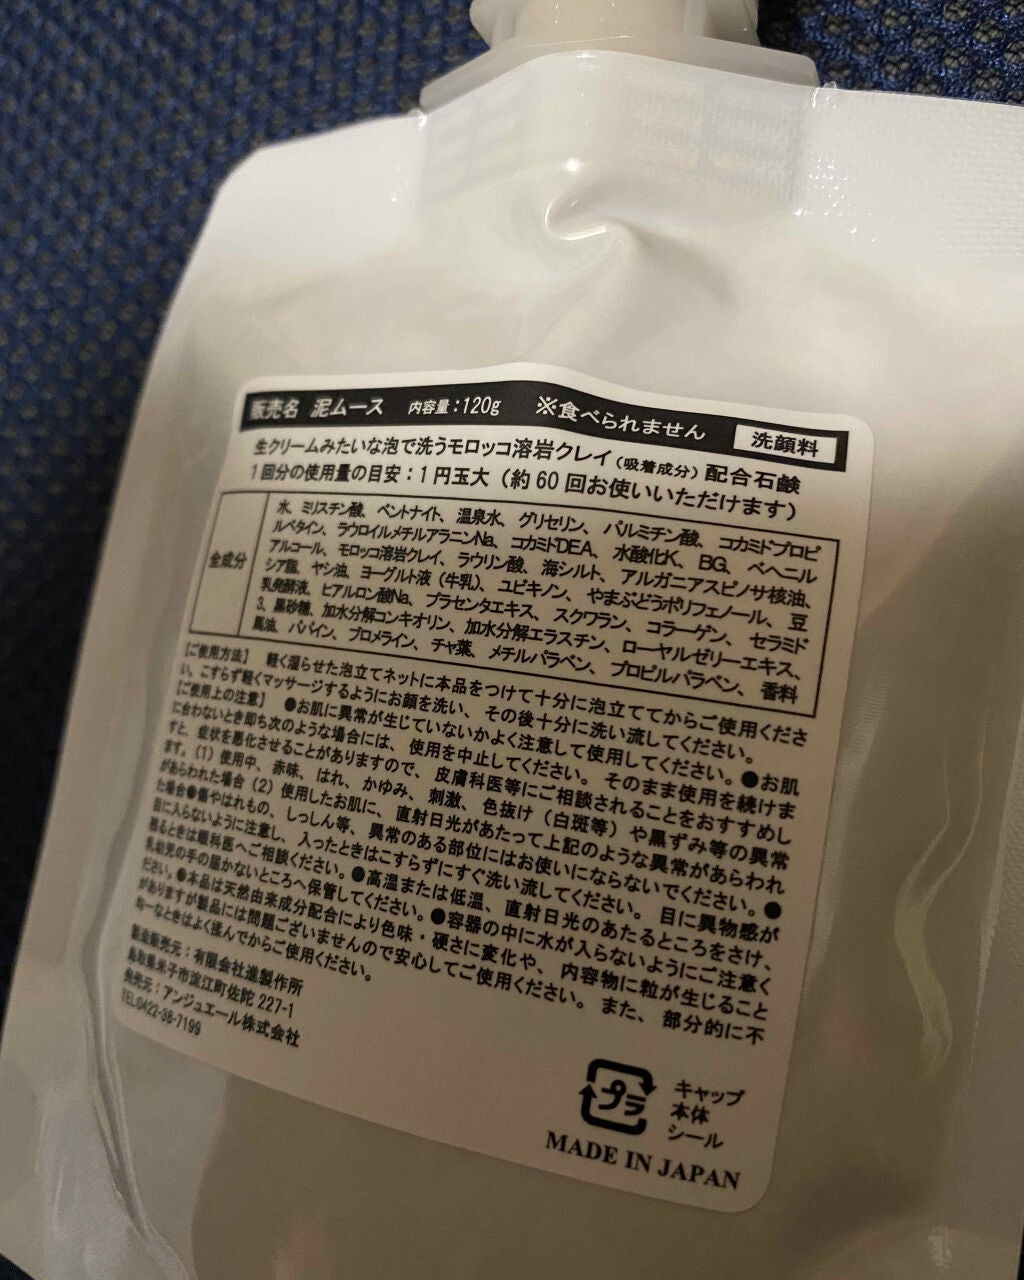 販売名 泥ムース 内容量:120g ※食べられません 洗顔料
生クリームみたいな泡で洗うモロッコ溶岩クレイ(吸着成分)配合石鹸
1回分の使用量の目安:1円玉大(約60回お使いいただけます)
全成分
水、ミリスチン酸、ベントナイト、温泉水、グリセリン、パルミチン酸、コカミドプロピ
ルベタイン、ラウロイルメチルアラニンNa、コカミドDEA、水酸化K、BG、ベヘニル
アルコール、モロッコ溶岩クレイ、ラウリン酸、海シルト、アルガニアスピノサ核油、
シア脂、ヤシ油、ヨーグルト液(牛乳)、ユビキノン、やまぶどうポリフェノール、豆
乳発酵液、ヒアルロン酸Na、プラセンタエキス、スクワラン、コラーゲン、セラミド
3、黒砂糖、加水分解コンキオリン、加水分解エラスチン、ローヤルゼリーエキス、
馬油、パパイン、ブロメライン、チャ葉、メチルパラベン、プロピルパラベン、香料
【ご使用方法】 軽く湿らせた泡立てネットに本品をつけて十分に泡立ててからご使用くださ
い。こすらず軽くマッサージするようにお顔を洗い、その後十分に洗い流してください。
【ご使用上の注意】 ●お肌に異常が生じていないかよく注意して使用してください。●お肌
に合わないとき即ち次のような場合には、使用を中止してください。そのまま使用を続けま
すと、症状を悪化させることがありますので、皮膚科医等にご相談されることをおすすめし
ます。(1)使用中、赤味、はれ、かゆみ、刺激、色抜け(白斑等)や黒ずみ等の異常
があらわれた場合(2)使用したお肌に、直射日光があたって上記のような異常があらわれ
た場合●傷やはれもの、しっしん等、異常のある部位にはお使いにならないでください。●
目に入らないように注意し、入ったときはこすらずにすぐ洗い流してください。目に異物感が
残るときは眼科医へご相談ください。●高温または低温、直射日光のあたるところをさけ、
乳幼児の手の届かないところへ保管してください。●容器の中に水が入らないようにご注意く
ださい。●本品は天然由来成分配合により色味・硬さに変化や、内容物に粒が生じること
がありますが製品には問題ございませんので安心してご使用ください。また、部分的に不
均一なときはよく揉んでからご使用ください。
製造販売元:有限会社進製作所
鳥取県米子市淀江町佐陀 227-1
発売元:アンジュエール株式会社
TEL:0422-38-7199
プラ
キャップ
本体
シール
MADE IN JAPAN